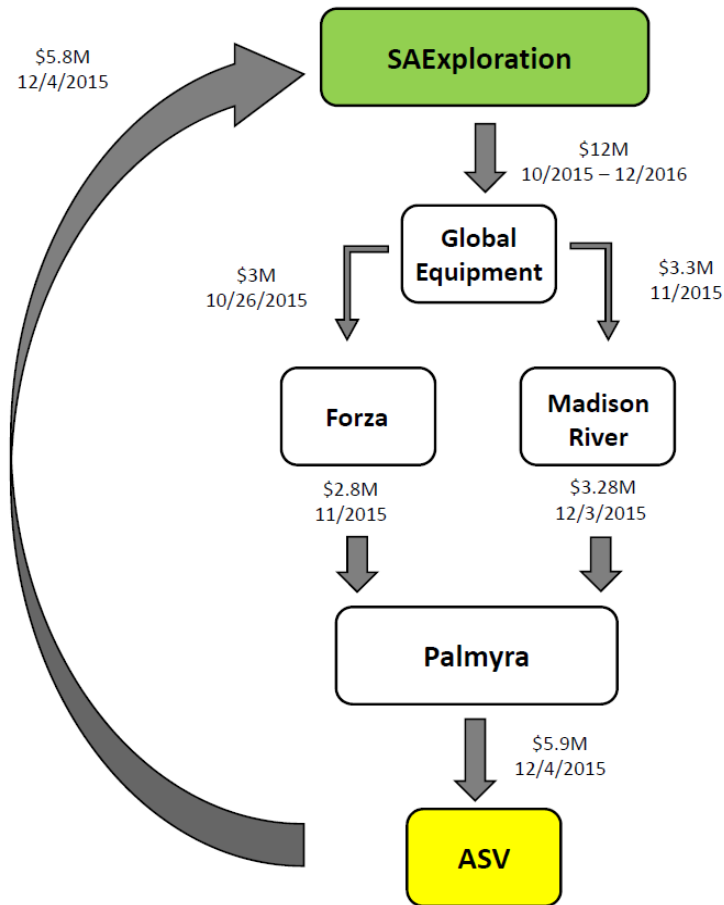 $5.8M
12/4/2015
SAExploration
$12M
10/2015 – 12/2016
Global
Equipment
$3M
10/26/2015
$3.3M
11/2015
Forza
Madison
River
$2.8M
11/2015
$3.28M
12/3/2015
Palmyra
$5.9M
12/4/2015
ASV